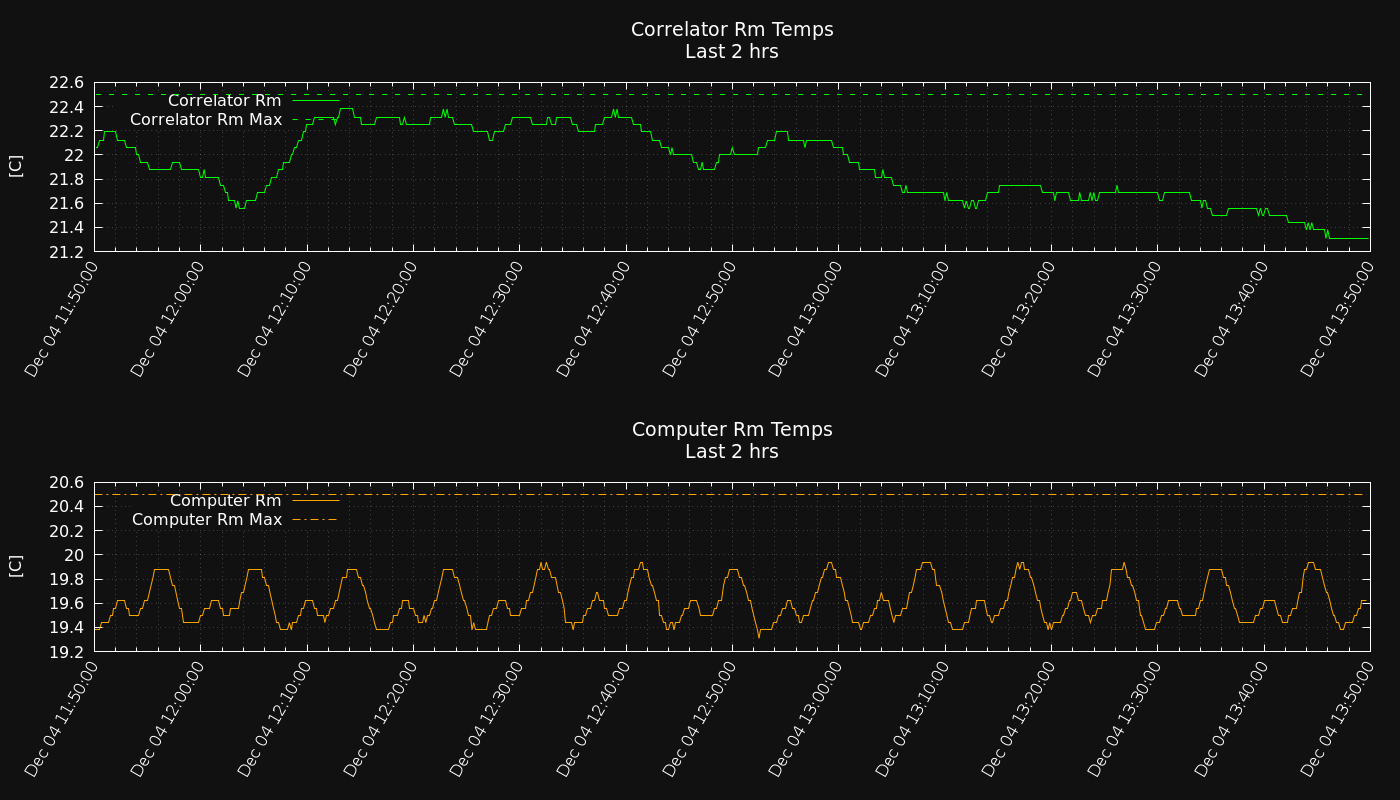 Correlator Rm Temps
Last 2 hrs
[C]
22.6
22.4
22.2
22
21.8
21.6
21.4
21.2
Correlator Rm
Correlator Rm Max
Dec 04 11:50:00
Dec 04 12:00:00
Dec 04 12:10:00
Dec 04 12:20:00
Dec 04 12:30:00
Dec 04 12:40:00
Dec 04 12:50:00
Dec 04 13:00:00
Dec 04 13:10:00
Dec 04 13:20:00
Dec 04 13:30:00
Dec 04 13:40:00
Dec 04 13:50:00
Computer Rm Temps
Last 2 hrs
[C]
20.6
20.4
20.2
20
19.8
19.6
19.4
19.2
Computer Rm
Computer Rm Max
Dec 04 11:50:00
Dec 04 12:00:00
Dec 04 12:10:00
Dec 04 12:20:00
Dec 04 12:30:00
Dec 04 12:40:00
Dec 04 12:50:00
Dec 04 13:00:00
Dec 04 13:10:00
Dec 04 13:20:00
Dec 04 13:30:00
Dec 04 13:40:00
Dec 04 13:50:00